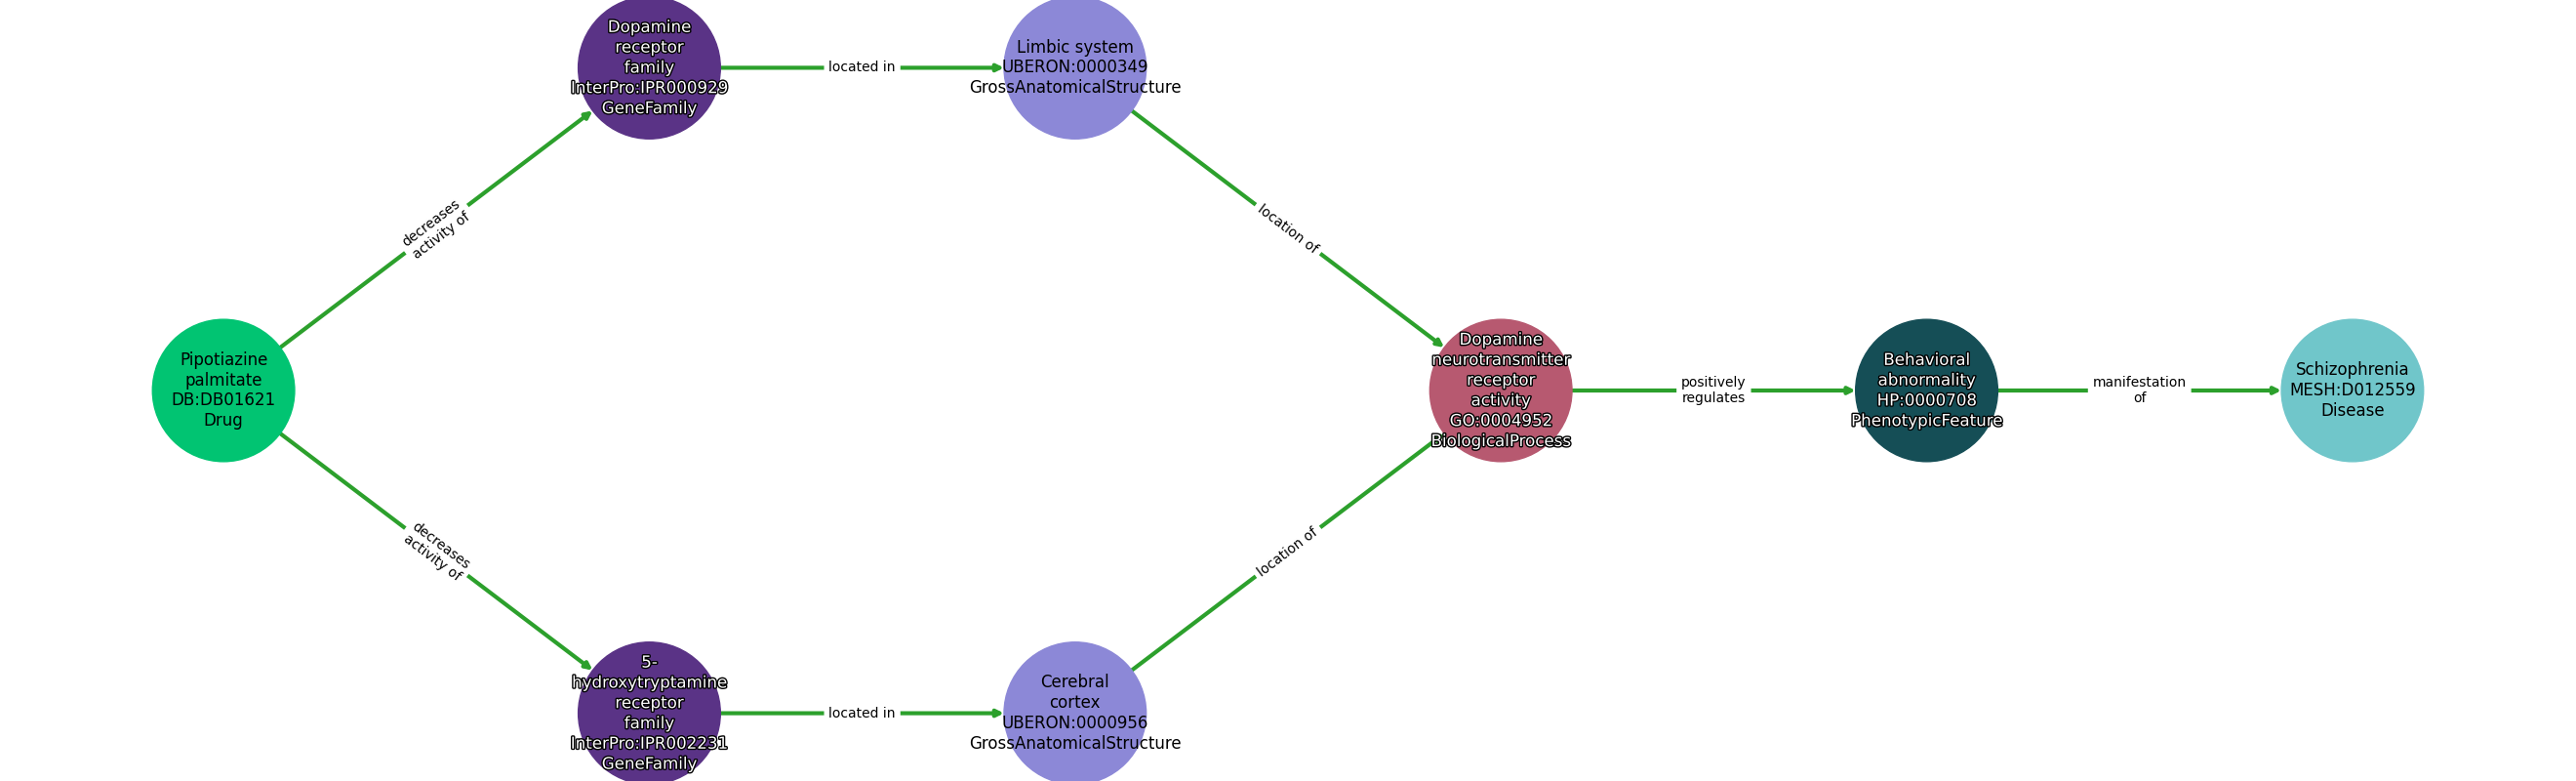 Dopamine
receptor
family
InterPro:IPR000929
GeneFamily
located in
Limbic system
UBERON:0000349
GrossAnatomicalStructure
decreases
activity of
location of
Pipotiazine
palmitate
DB:DB01621
Drug
Dopamine
neurotransmitter
receptor
activity
GO:0004952
BiologicalProcess
positively
regulates
Behavioral
abnormality
HP:0000708
PhenotypicFeature
manifestation
of
Schizophrenia
MESH:D012559
Disease
decreases
activity of
location of
5-
hydroxytryptamine
receptor
family
InterPro:IPR002231
GeneFamily
located in
Cerebral
cortex
UBERON:0000956
GrossAnatomicalStructure